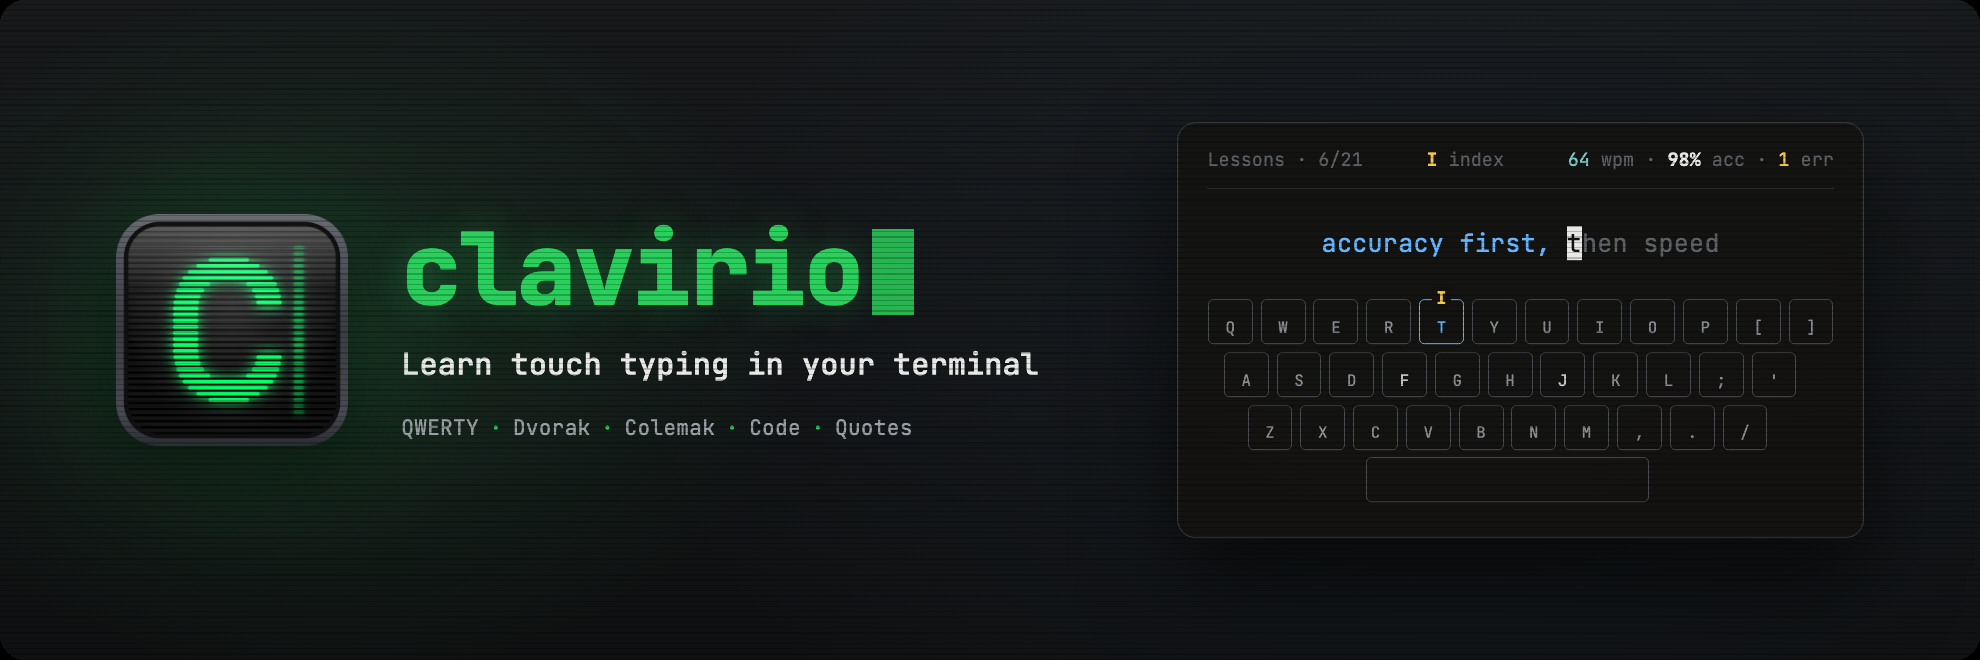 C
clavirio
Learn touch typing in your terminal
QWERTY · Dvorak · Colemak · Code · Quotes
Lessons · 6/21 I index 64 wpm · 98% acc · 1 err
accuracy first, then speed
I
Q W E R T Y U I O P [ ]
A S D F G H J K L ; '
Z X C V B N M , . /